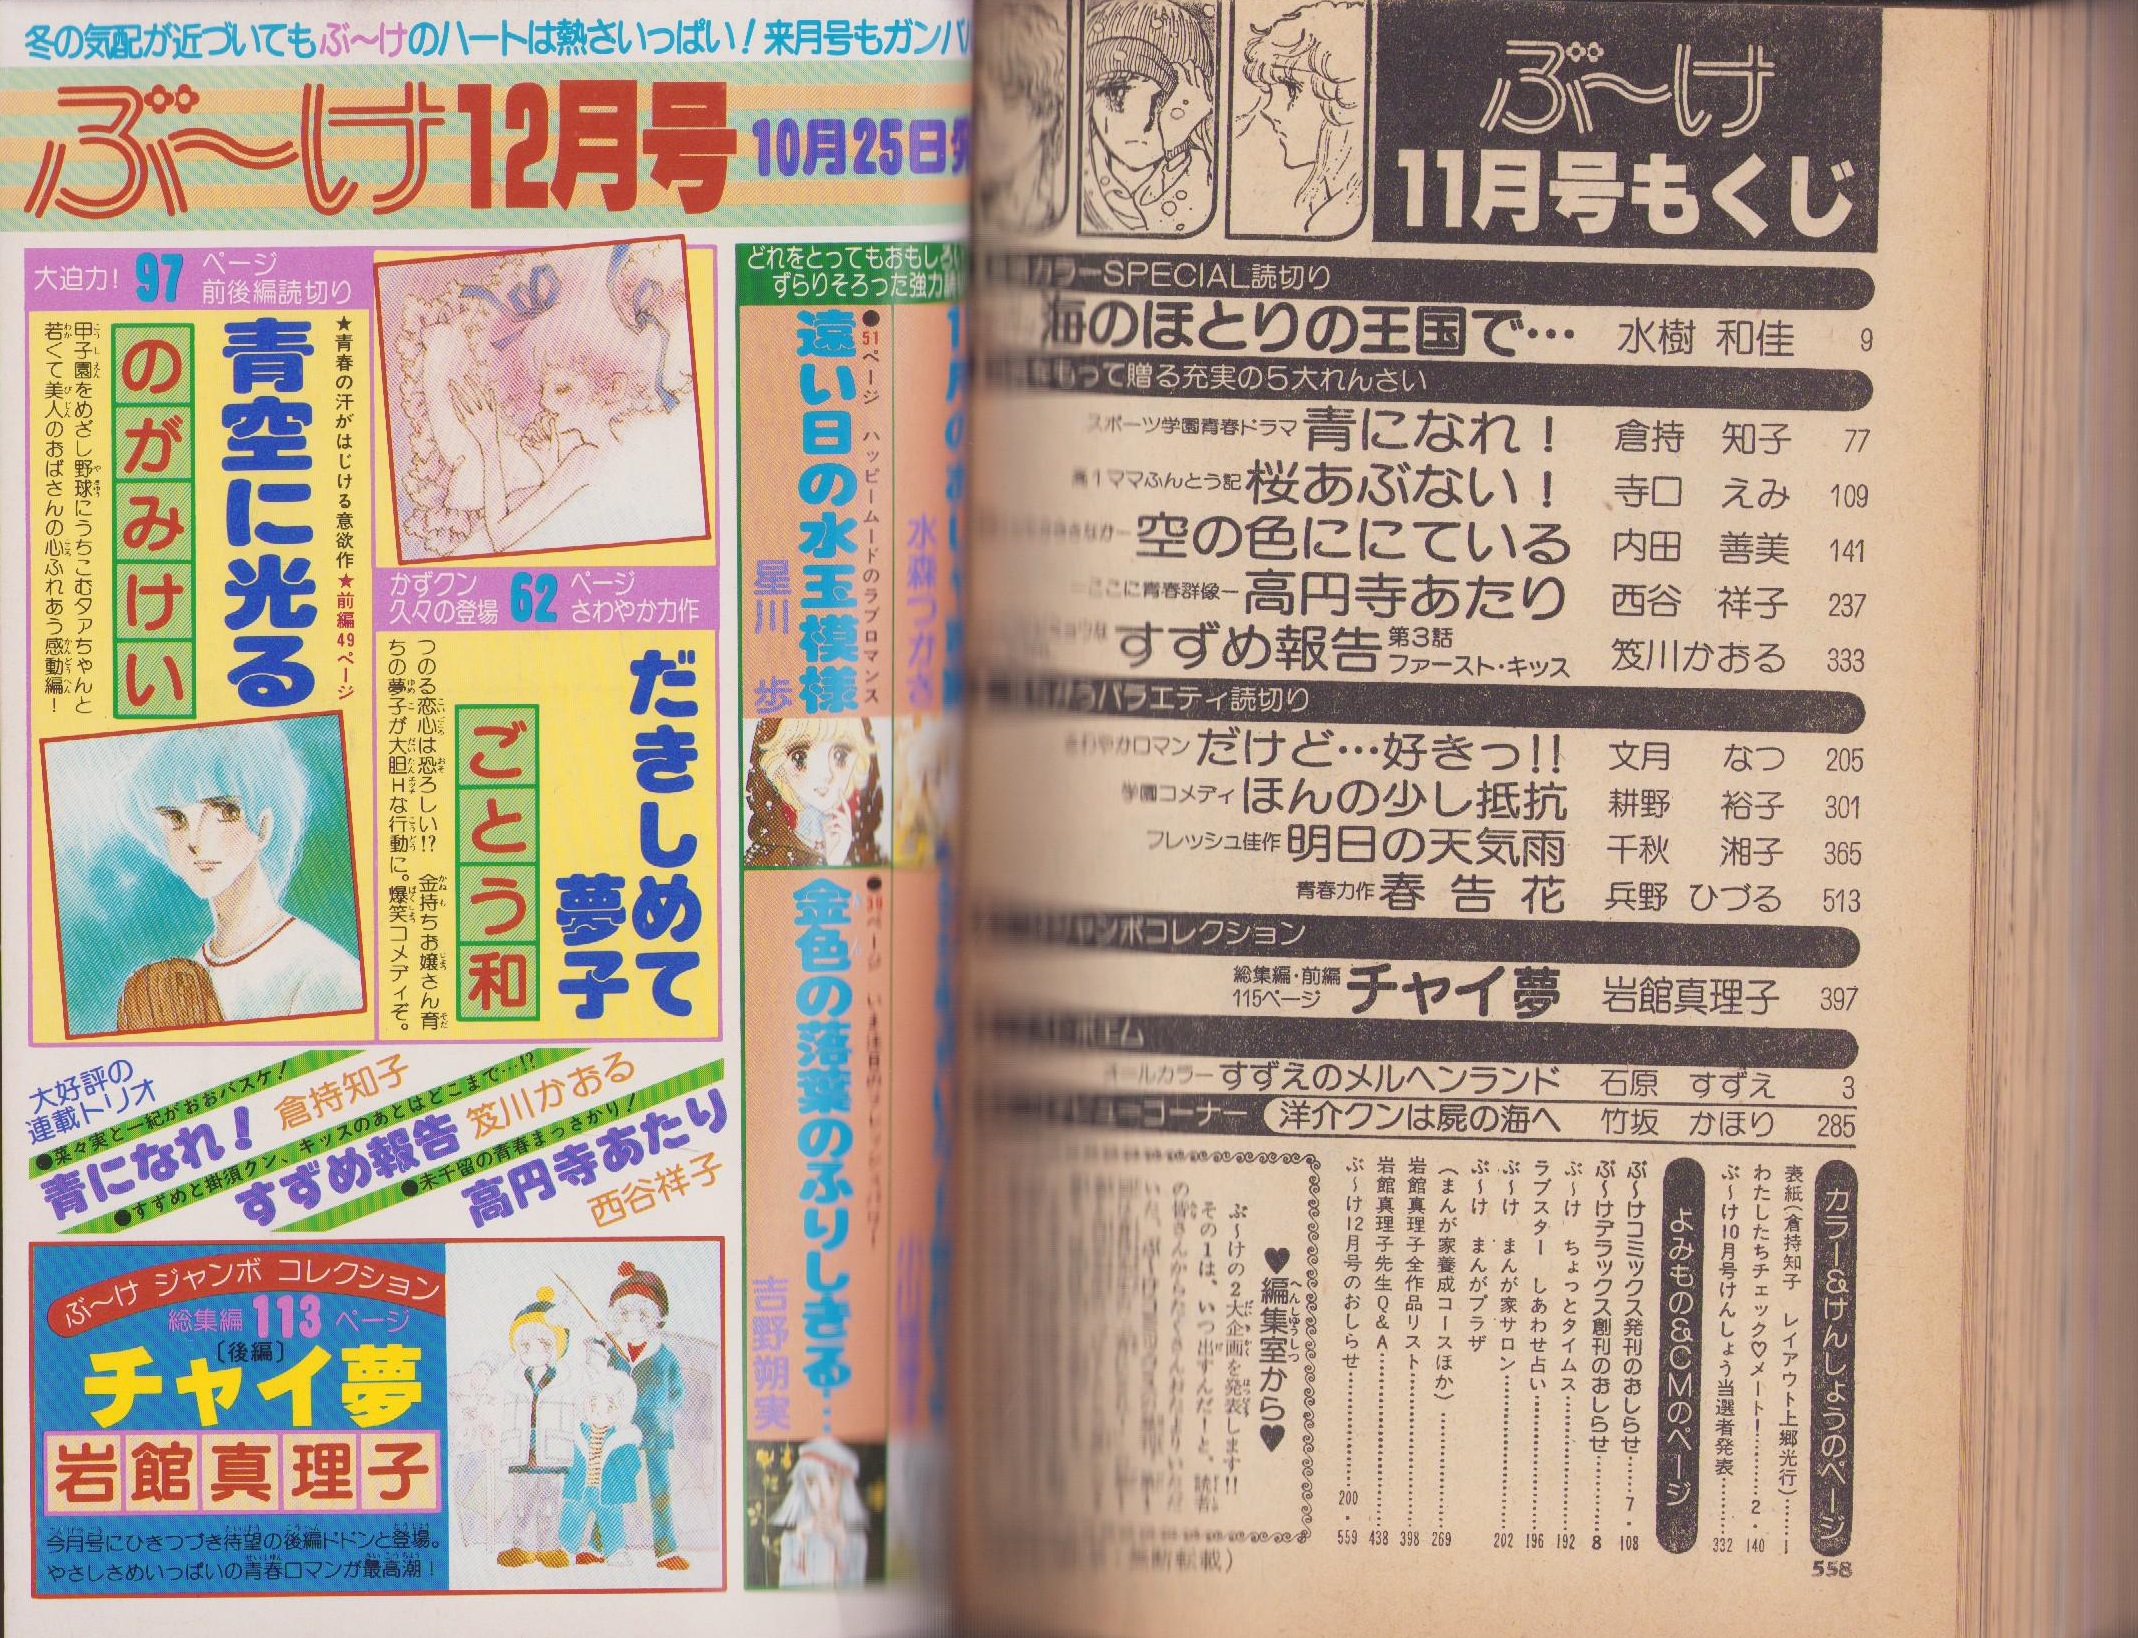 冬の気配が近づいてもぶ〜けのハートは熱さいっぱい!来月号もガンバ
ぶ〜け12月号
10月25日
大迫力!97ページ
前後編読切り
★青春の汗がはじける意欲作★前編49ページ
青空に光る
のがみけい
甲子園をめざし野球にうちこむタァちゃんと
若くて美人のおばさんの心ふれあう感動編!
かずクン
久々の登場
62ページ
さわやか力作
だきしめて
夢子
ごとう和
つのる恋心は恐ろしい!? 金持ちお嬢さん育
ちの夢子が大胆Hな行動に。爆笑コメディぞ。
どれをとってもおもしろい
ずらりそろった強力
水森つかさ
●51ページ ハッピームードのラブロマンス
遠い日の水玉模様
星川 歩
●39ページ
金色の落葉のふりしきる…
吉野朔実
大好評の
連載トリオ
●菜々実と一紀がおおバスケ!
青になれ! 倉持知子
●すずめと掛須クン、キッスのあとはどこまで…!?
すずめ報告 笈川かおる
●未千留の青春まっさかり!
高円寺あたり 西谷祥子
ぶ〜け ジャンボ コレクション
総集編113ページ
〔後編〕
チャイ夢
岩館真理子
今月号にひきつづき待望の後編ドドンと登場。
やさしさめいっぱいの青春ロマンが最高潮!
ぶ〜け
11月号もくじ
カラーSPECIAL読切り
海のほとりの王国で… 水樹 和佳 9
もって贈る充実の5大れんさい
スポーツ学園青春ドラマ 青になれ! 倉持 知子 77
高1ママふんとう記 桜あぶない! 寺口 えみ 109
空の色ににている 内田 善美 141
―ここに青春群像― 高円寺あたり 西谷 祥子 237
すずめ報告 第3話 ファースト・キッス 笈川かおる 333
バラエティ読切り
さわやかロマン だけど…好きっ!! 文月 なつ 205
学園コメディ ほんの少し抵抗 耕野 裕子 301
フレッシュ佳作 明日の天気雨 千秋 湘子 365
青春力作 春告花 兵野 ひづる 513
ジャンボコレクション
総集編・前編 115ページ チャイ夢 岩館真理子 397
ポエム
オールカラー すずえのメルヘンランド 石原 すずえ 3
コーナー 洋介クンは屍の海へ 竹坂 かほり 285
カラー&けんしょうのページ
表紙(倉持知子 レイアウト上郷光行)……1
わたしたちチェック♡メート!……2・140
ぶ〜け10月号けんしょう当選者発表……332
よみもの&CMのページ
ぶ〜けコミックス発刊のおしらせ……7・108
ぶ〜けデラックス創刊のおしらせ……8
ぶ〜け ちょっとタイムス……192
ラブスター しあわせ占い……196
ぶ〜け まんが家サロン……202
ぶ〜け まんがプラザ
(まんが家養成コースほか)……269
岩館真理子全作品リスト……398
岩館真理子先生Q&A……438
ぶ〜け12月号のおしらせ……200・559
♥編集室から♥
ぶ〜けの2大企画を発表します!!
その1は、いつ出すんだーと、読者
無断転載)
558